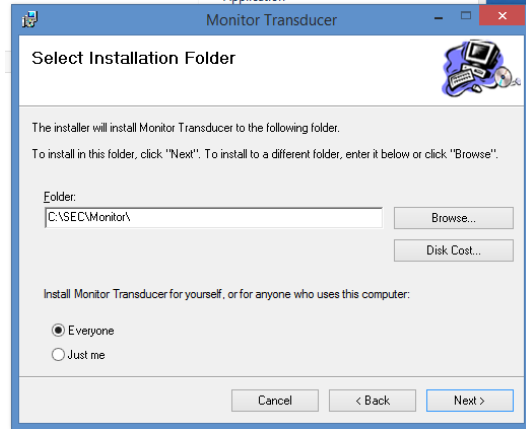 Application
Monitor Transducer
Select Installation Folder
The installer will install Monitor Transducer to the following folder.
To install in this folder, click "Next". To install to a different folder, enter it below or click "Browse".
Folder:
C:\SEC\Monitor\
Browse...
Disk Cost...
Install Monitor Transducer for yourself, or for anyone who uses this computer:
Everyone
Just me
Cancel
< Back
Next >